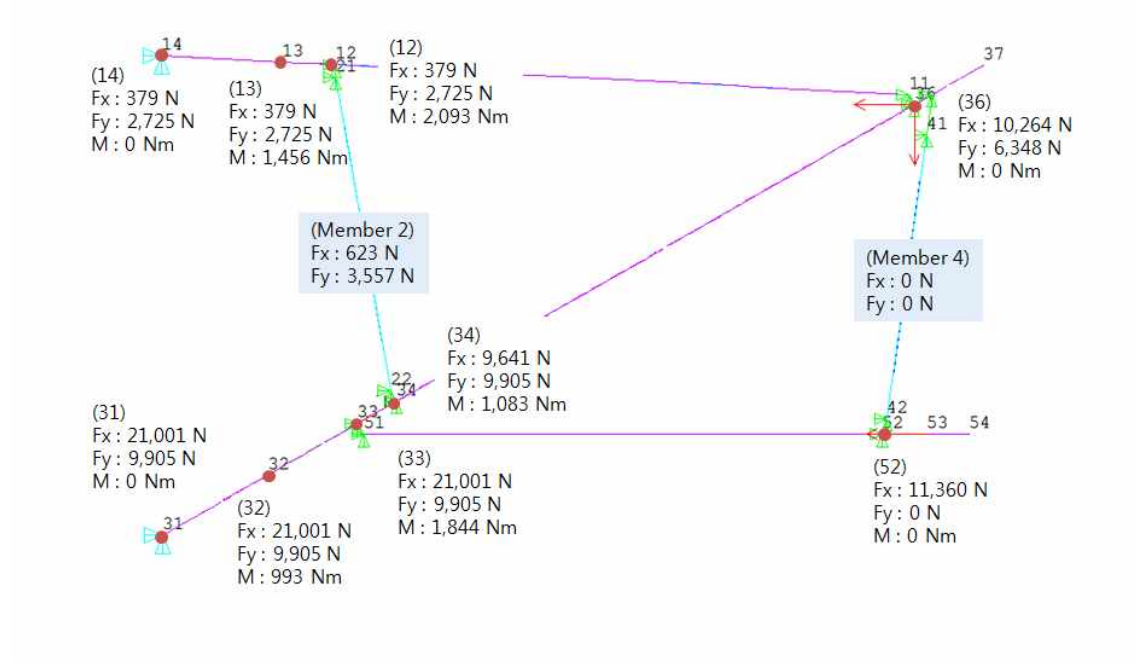 14
13
12
21
(12)
Fx : 379 N
Fy : 2,725 N
M : 2,093 Nm
(14)
Fx : 379 N
Fy : 2,725 N
M : 0 Nm
(13)
Fx : 379 N
Fy : 2,725 N
M : 1,456 Nm
37
11
36
41
(36)
Fx : 10,264 N
Fy : 6,348 N
M : 0 Nm
(Member 2)
Fx : 623 N
Fy : 3,557 N
(Member 4)
Fx : 0 N
Fy : 0 N
(34)
Fx : 9,641 N
Fy : 9,905 N
M : 1,083 Nm
22
34
33
51
42
52 53 54
(31)
Fx : 21,001 N
Fy : 9,905 N
M : 0 Nm
32
31
(33)
Fx : 21,001 N
Fy : 9,905 N
M : 1,844 Nm
(52)
Fx : 11,360 N
Fy : 0 N
M : 0 Nm
(32)
Fx : 21,001 N
Fy : 9,905 N
M : 993 Nm